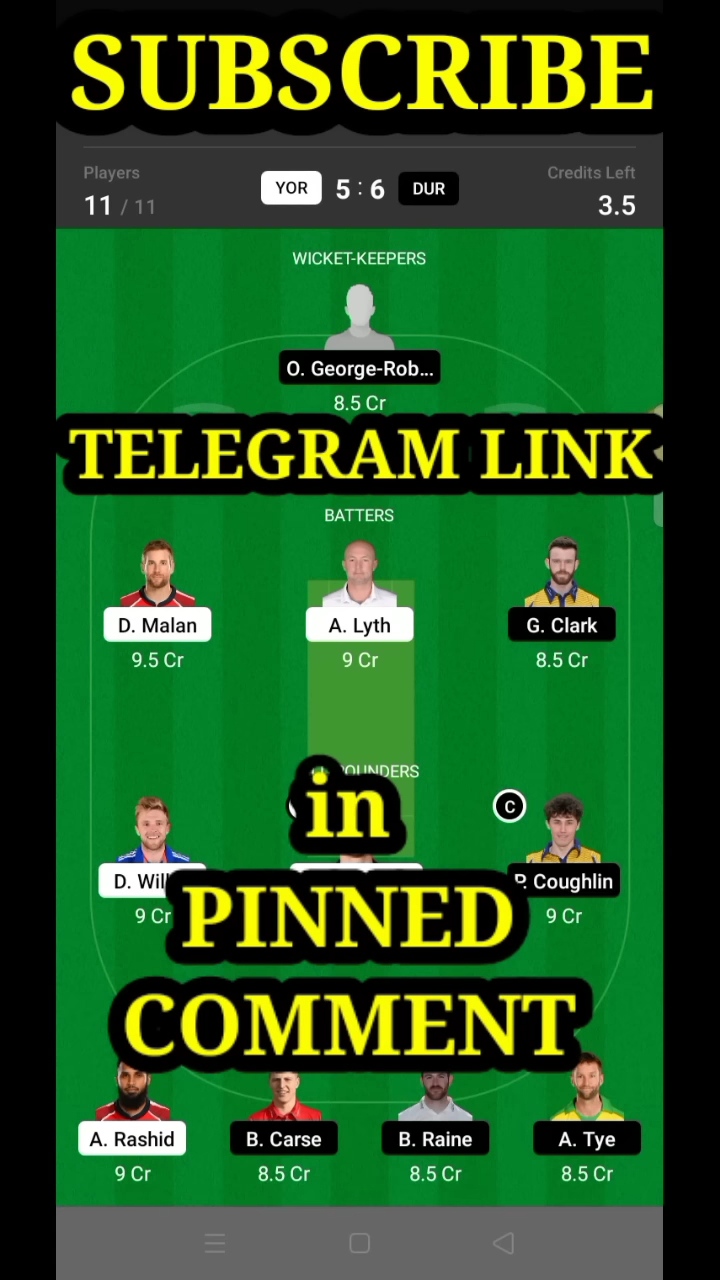 SUBSCRIBE
Players
Credits Left
11 / 11
YOR 5 : 6 DUR
3.5
WICKET-KEEPERS
O. George-Rob...
8.5 Cr
TELEGRAM LINK
BATTERS
D. Malan
A. Lyth
G. Clark
9.5 Cr
9 Cr
8.5 Cr
in
C
P. Coughlin
9 Cr
9 Cr
PINNED
COMMENT
A. Rashid
B. Carse
B. Raine
A. Tye
9 Cr
8.5 Cr
8.5 Cr
8.5 Cr